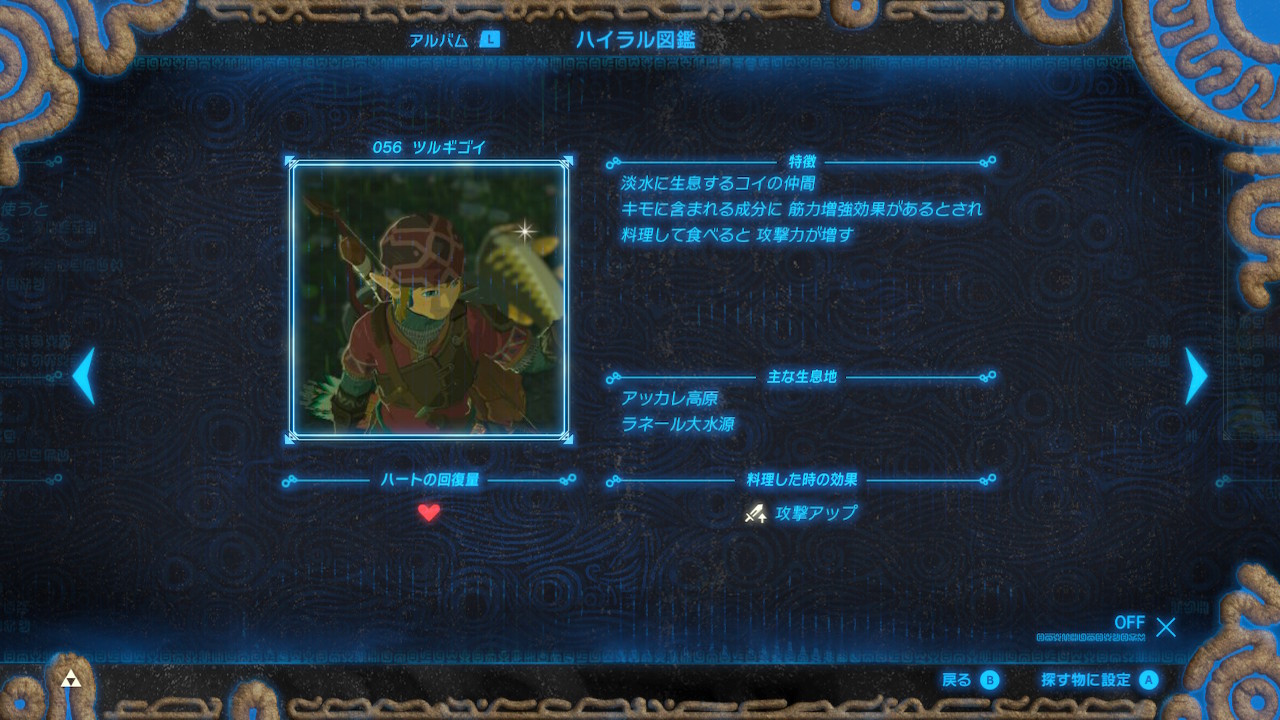 アルバム L
ハイラル図鑑
056 ツルギゴイ
特徴
淡水に生息するコイの仲間
キモに含まれる成分に 筋力増強効果があるとされ
料理して食べると 攻撃力が増す
主な生息地
アッカレ高原
ラネール大水源
ハートの回復量
料理した時の効果
攻撃アップ
使うと
OFF
戻る B
探す物に設定 A